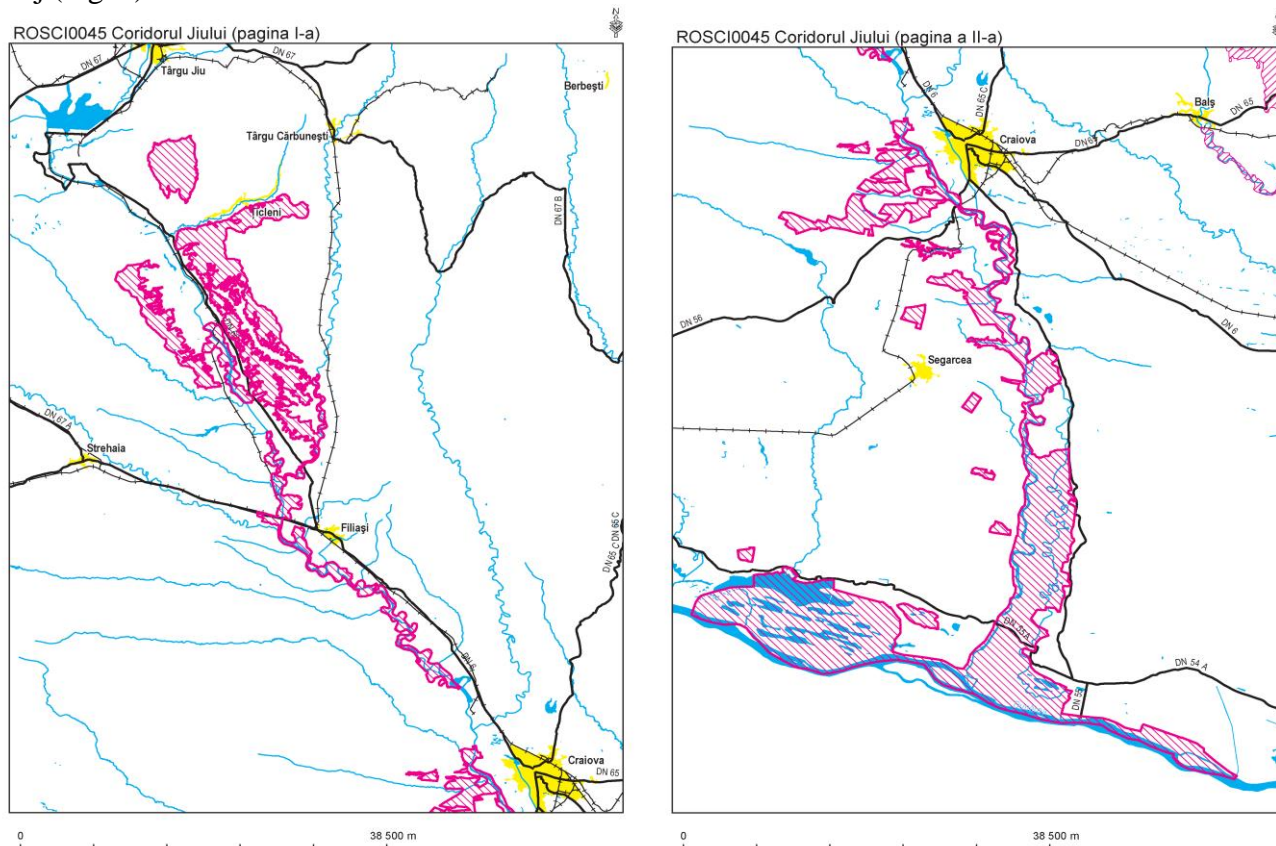 ROSCI0045 Coridorul Jiului (pagina I-a)
N
DN 67
DN 67
Târgu Jiu
Berbeşti
Târgu Cărbuneşti
DN 67 B
Ţicleni
DN 67 A
Strehaia
Filiaşi
DN 65 C
DN 65 C
DN 6
Craiova
DN 65
0
38 500 m
ROSCI0045 Coridorul Jiului (pagina a II-a)
N
DN 6
DN 65 C
Balş
DN 65
Craiova
DN 56
DN 6
Segarcea
DN 55A
DN 54 A
0
38 500 m